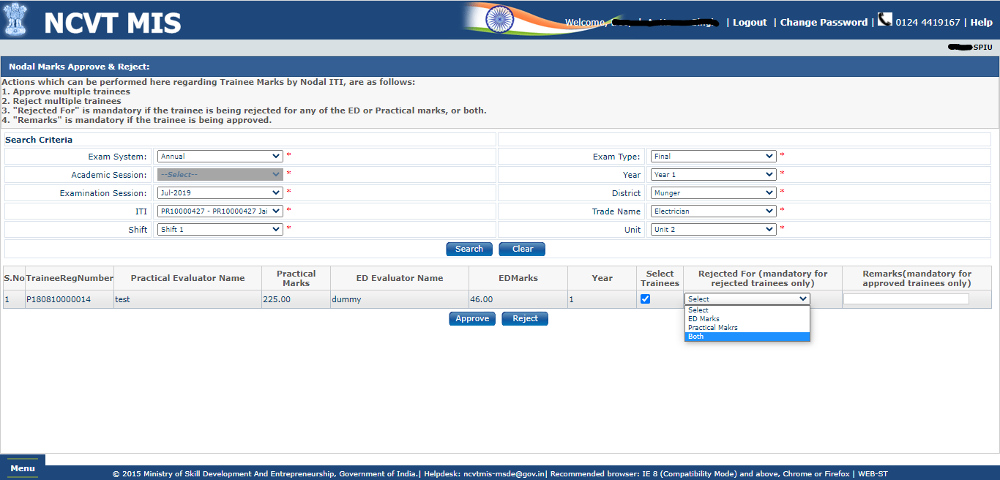 NCVT MIS
Welcome, | Logout | Change Password | 0124 4419167 | Help
SPIU
Nodal Marks Approve & Reject:
Actions which can be performed here regarding Trainee Marks by Nodal ITI, are as follows:
1. Approve multiple trainees
2. Reject multiple trainees
3. "Rejected For" is mandatory if the trainee is being rejected for any of the ED or Practical marks, or both.
4. "Remarks" is mandatory if the trainee is being approved.
Search Criteria
Exam System: Annual * Exam Type: Final *
Academic Session: --Select-- * Year Year 1 *
Examination Session: Jul-2019 * District Munger *
ITI PR10000427 - PR10000427 Jai * Trade Name Electrician *
Shift Shift 1 * Unit Unit 2 *
Search Clear
S.No TraineeRegNumber Practical Evaluator Name Practical Marks ED Evaluator Name EDMarks Year Select Trainees Rejected For (mandatory for rejected trainees only) Remarks(mandatory for approved trainees only)
1 P180810000014 test 225.00 dummy 46.00 1 Select
Select
ED Marks
Practical Makrs
Both
Approve Reject
Menu
© 2015 Ministry of Skill Development And Entrepreneurship, Government of India.| Helpdesk: ncvtmis-msde@gov.in| Recommended browser: IE 8 (Compatibility Mode) and above, Chrome or Firefox | WEB-ST